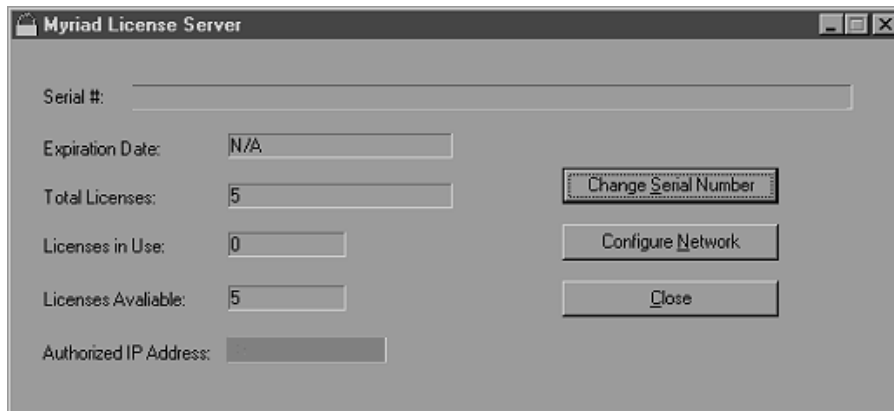 Myriad License Server
Serial #:
Expiration Date: N/A
Total Licenses: 5
Change Serial Number
Licenses in Use: 0
Configure Network
Licenses Avaliable: 5
Close
Authorized IP Address: